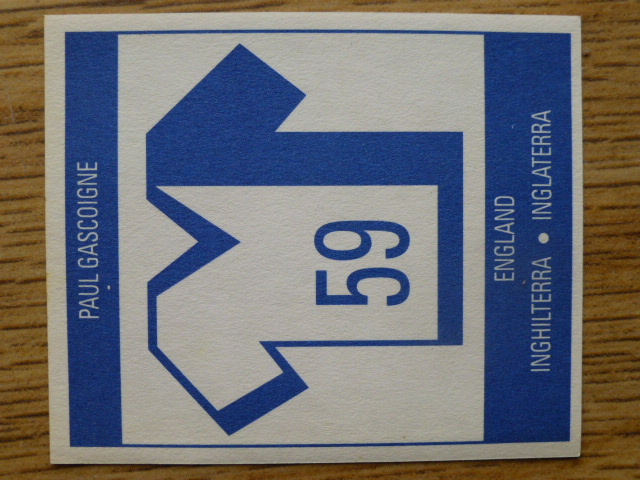 PAUL GASCOIGNE
59
ENGLAND
INGHILTERRA • INGLATERRA